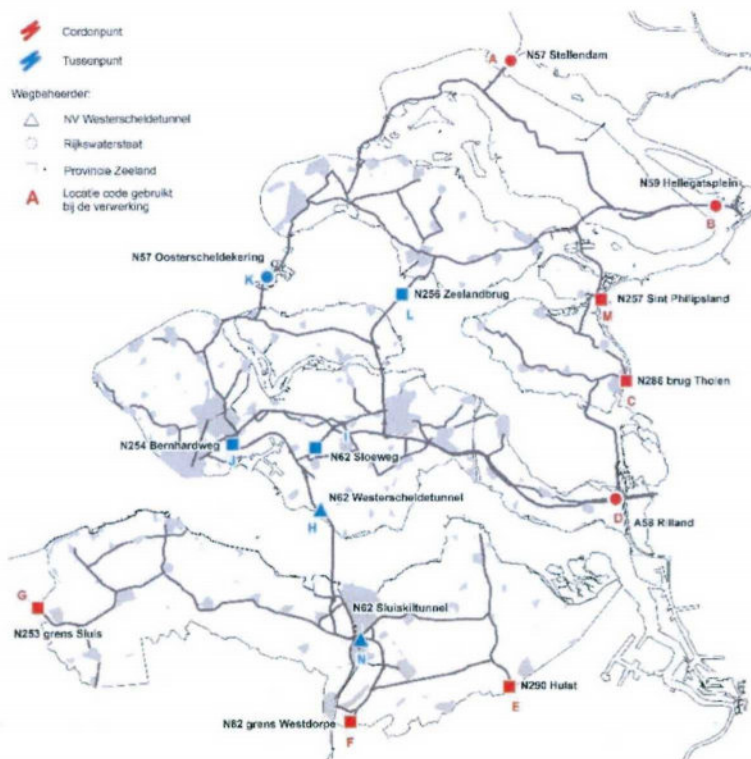 Cordonpunt
Tussenpunt
Wegbeheerder:
NV Westerscheldetunnel
Rijkswaterstaat
Provincie Zeeland
A Locatie code gebruikt
bij de verwerking
A N57 Stellendam
N59 Hellegatsplein
B
N57 Oosterscheldekering
K
N256 Zeelandbrug
L
N257 Sint Philipsland
M
N286 brug Tholen
C
N254 Bernhardweg
J
I
N62 Sloeweg
N62 Westerscheldetunnel
H
D
A58 Rilland
G
N253 grens Sluis
N62 Sluiskiltunnel
N
N290 Hulst
E
N62 grens Westdorpe
F